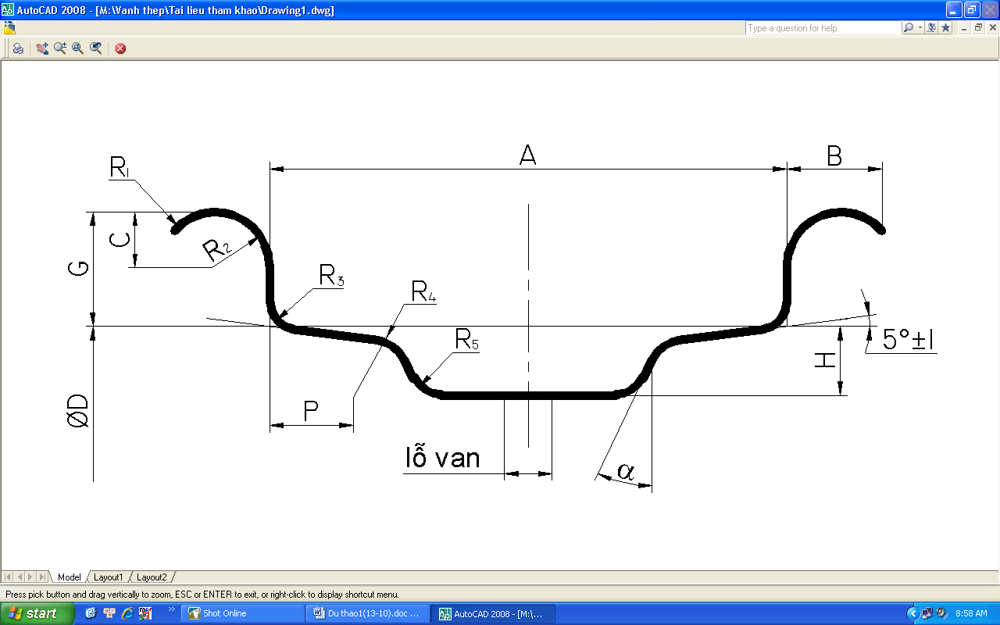 AutoCAD 2008 - [M:\Vanh thep\Tai lieu tham khao\Drawing1.dwg]
Type a question for help
A
B
R1
C
G
R2
R3
R4
R5
5°±1
H
P
ØD
lỗ van
α
Model Layout1 Layout2
Press pick button and drag vertically to zoom, ESC or ENTER to exit, or right-click to display shortcut menu.
start
Shot Online
Du thao1(13-10).doc ...
AutoCAD 2008 - [M:\...
8:58 AM